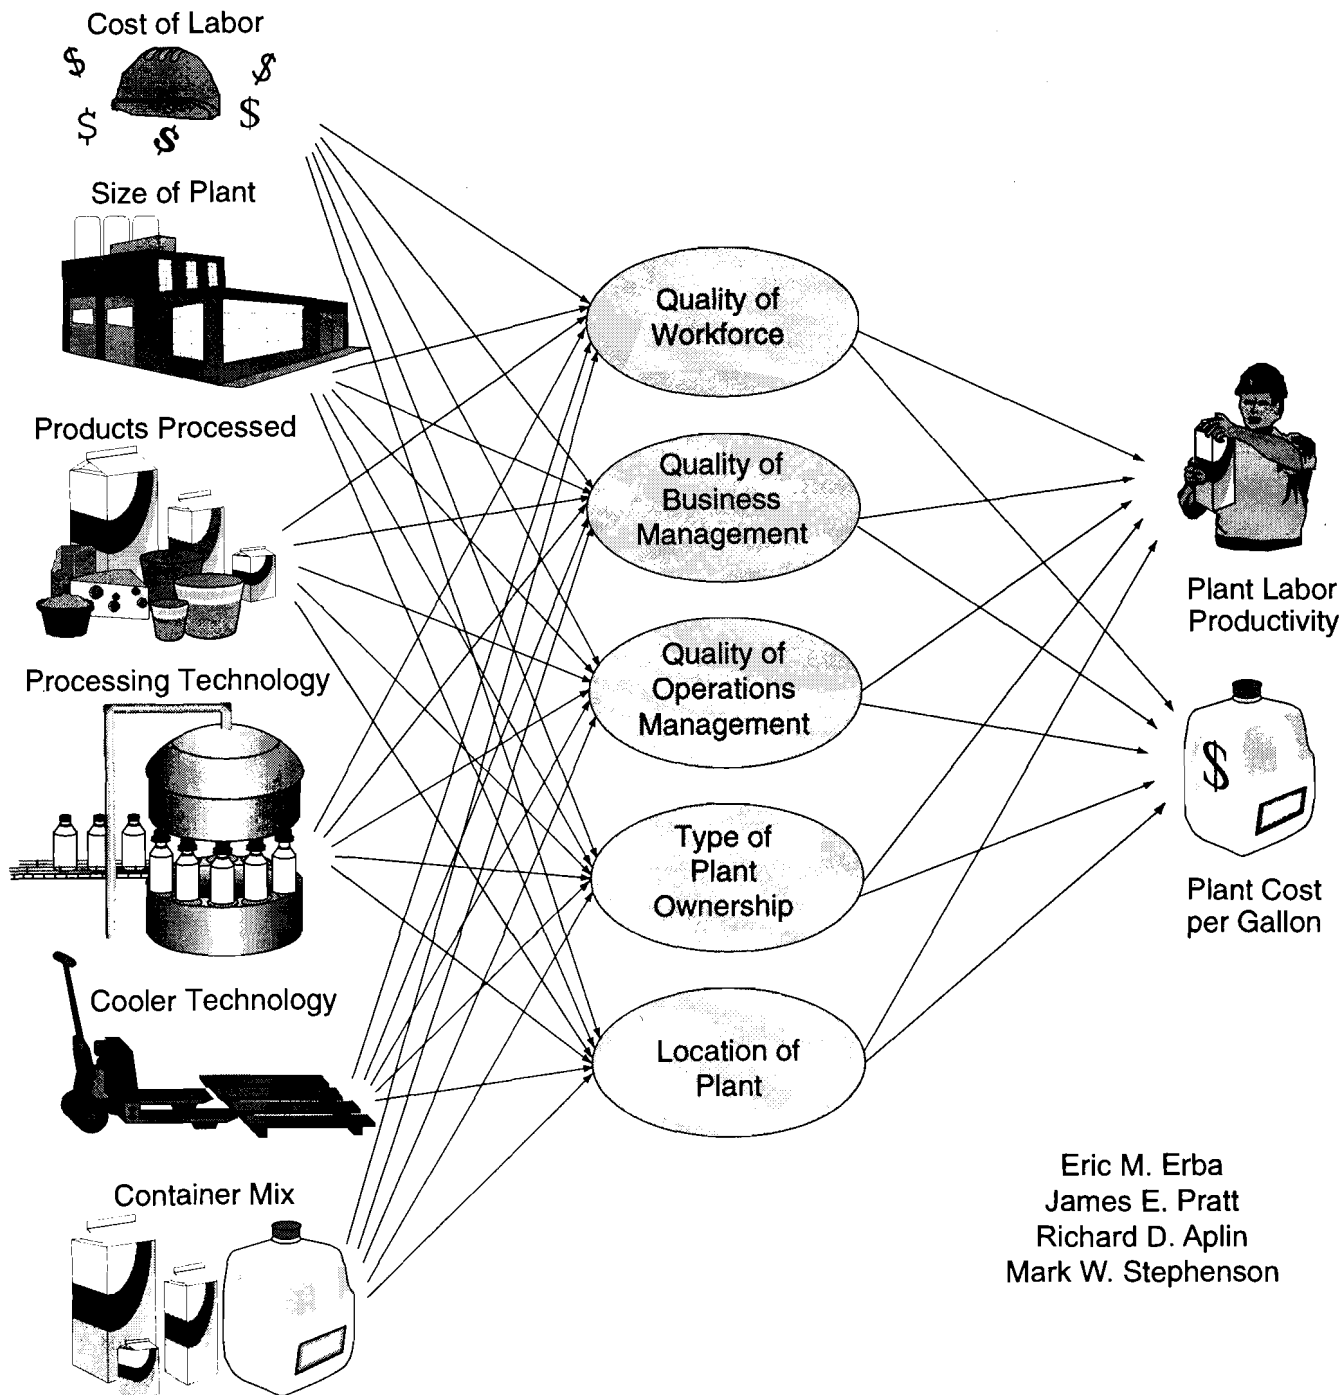 Cost of Labor
$ $ $ $ $
Size of Plant
Products Processed
Processing Technology
Cooler Technology
Container Mix
Quality of
Workforce
Quality of
Business
Management
Quality of
Operations
Management
Type of
Plant
Ownership
Location of
Plant
Plant Labor
Productivity
$
Plant Cost
per Gallon
Eric M. Erba
James E. Pratt
Richard D. Aplin
Mark W. Stephenson